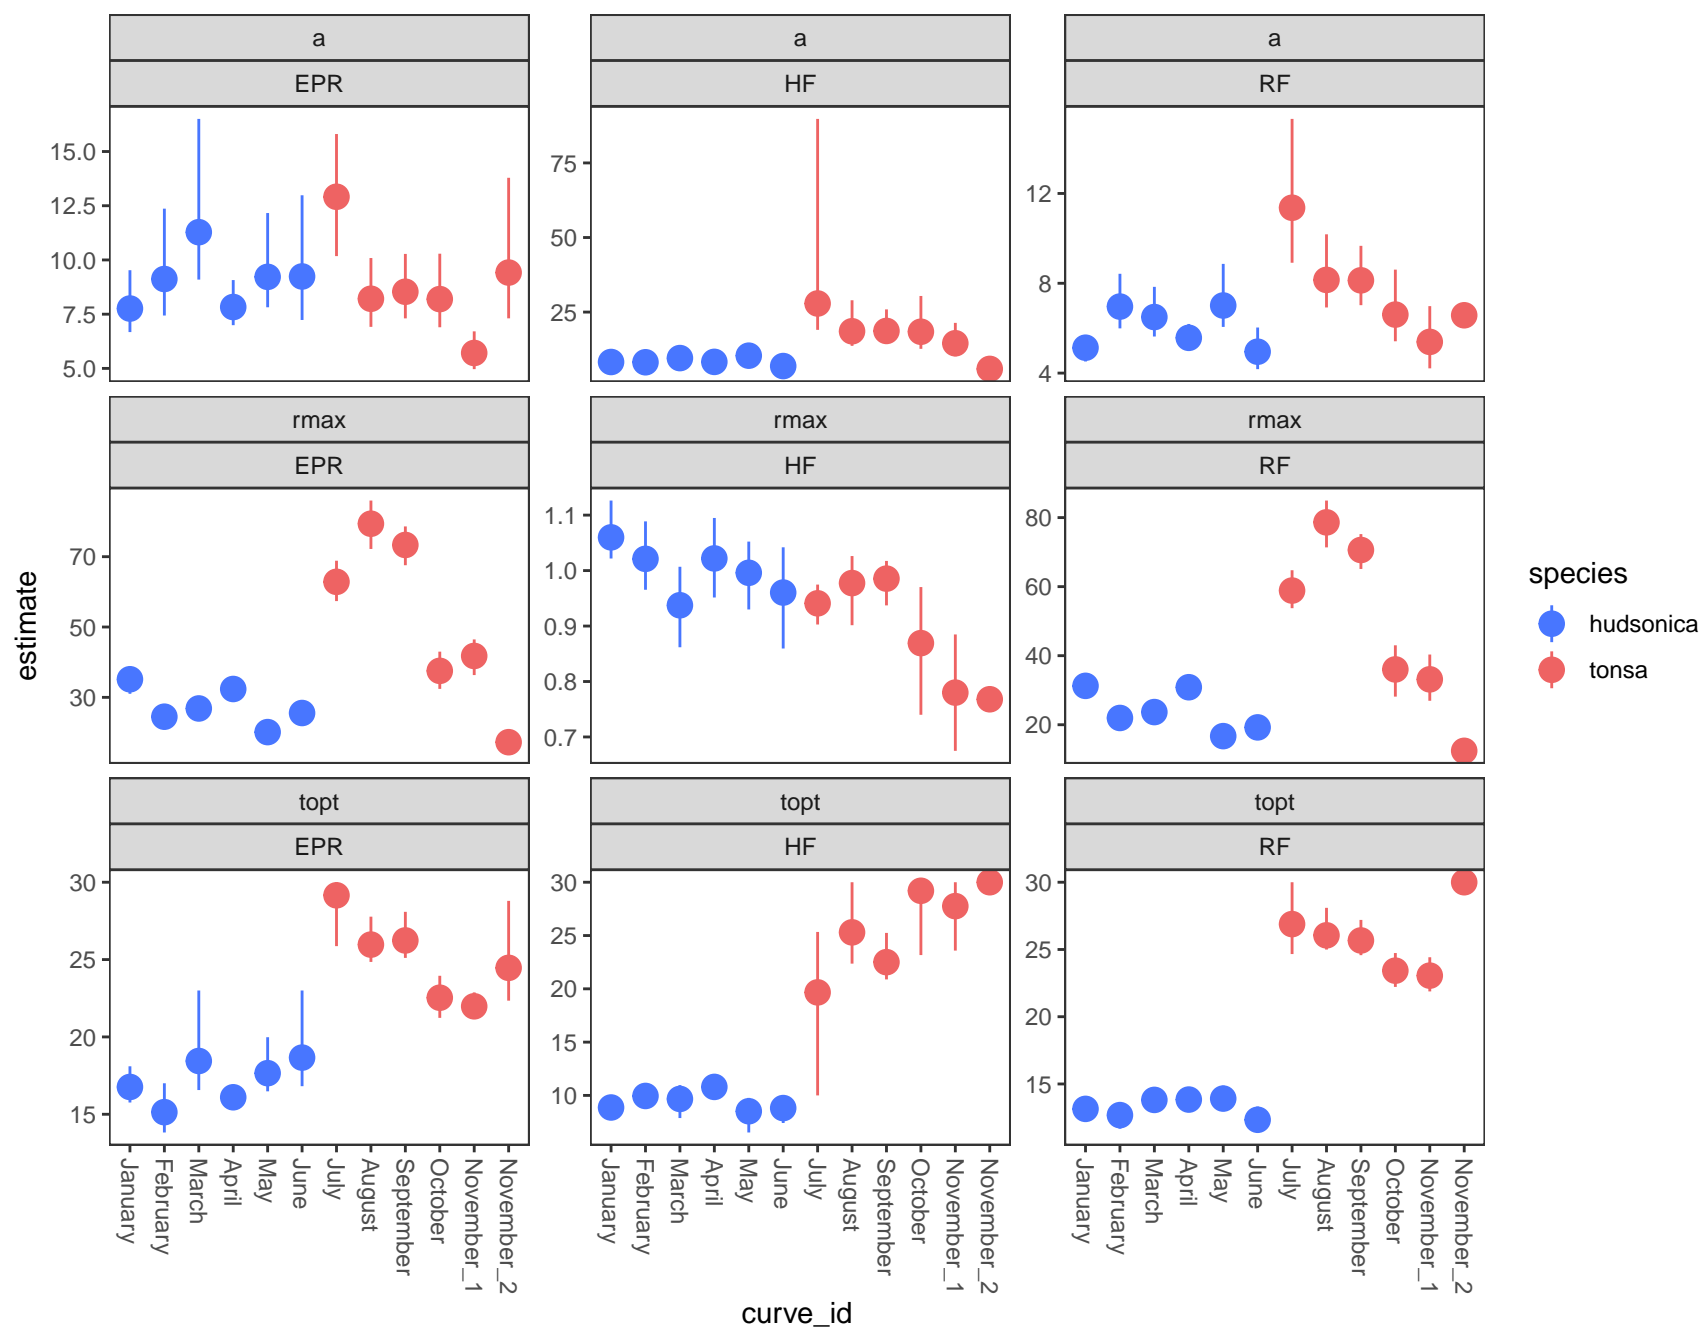 a
a
a
EPR
HF
RF
15.0
12.5
10.0
7.5
5.0
75
50
25
12
8
4
rmax
rmax
rmax
EPR
HF
RF
70
50
30
1.1
1.0
0.9
0.8
0.7
80
60
40
20
topt
topt
topt
EPR
HF
RF
30
25
20
15
30
25
20
15
10
30
25
20
15
January
February
March
April
May
June
July
August
September
October
November_1
November_2
January
February
March
April
May
June
July
August
September
October
November_1
November_2
January
February
March
April
May
June
July
August
September
October
November_1
November_2
curve_id
estimate
species
hudsonica
tonsa